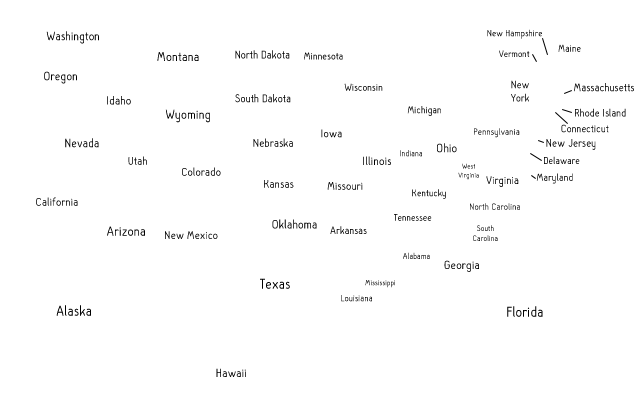 New Hampshire
Washington
Maine
Vermont
Montana
North Dakota
Minnesota
Oregon
Wisconsin
New
York
Massachusetts
Idaho
South Dakota
Michigan
Wyoming
Rhode Island
Connecticut
Pennsylvania
Iowa
Nevada
Nebraska
New Jersey
Ohio
Indiana
Utah
Illinois
Delaware
Colorado
West
Virginia
Maryland
Virginia
Kansas
Missouri
Kentucky
California
North Carolina
Tennessee
Oklahoma
Arkansas
South
Carolina
Arizona
New Mexico
Alabama
Georgia
Texas
Mississippi
Louisiana
Alaska
Florida
Hawaii